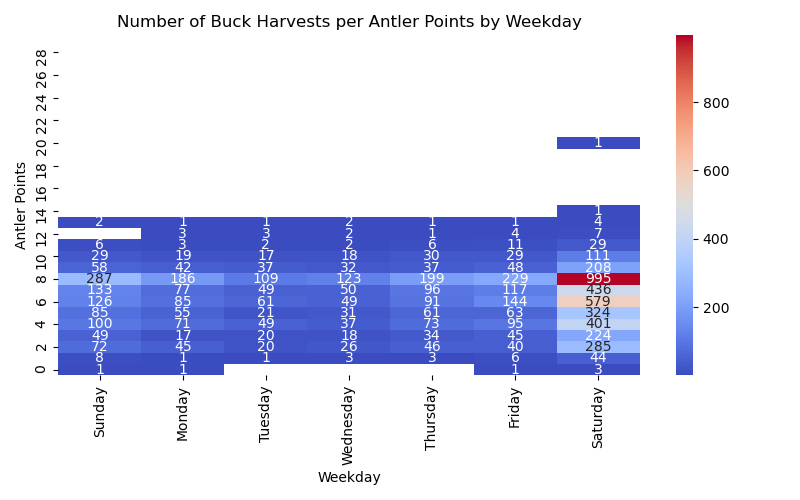 Number of Buck Harvests per Antler Points by Weekday
28
26
24
22
20 1
18
16
1
14 2 1 1 2 1 1 4
12 3 3 2 1 4 7
6 3 2 2 6 11 29
10 29 19 17 18 30 29 111
58 42 37 32 37 48 208
8 287 186 109 123 199 229 995
133 77 49 50 96 117 436
6 126 85 61 49 91 144 579
85 55 21 31 61 63 324
4 100 71 49 37 73 95 401
49 17 20 18 34 45 224
2 72 45 20 26 46 40 285
8 1 1 3 3 6 44
0 1 1 1 3
Antler Points
Sunday Monday Tuesday Wednesday Thursday Friday Saturday
Weekday
800
600
400
200